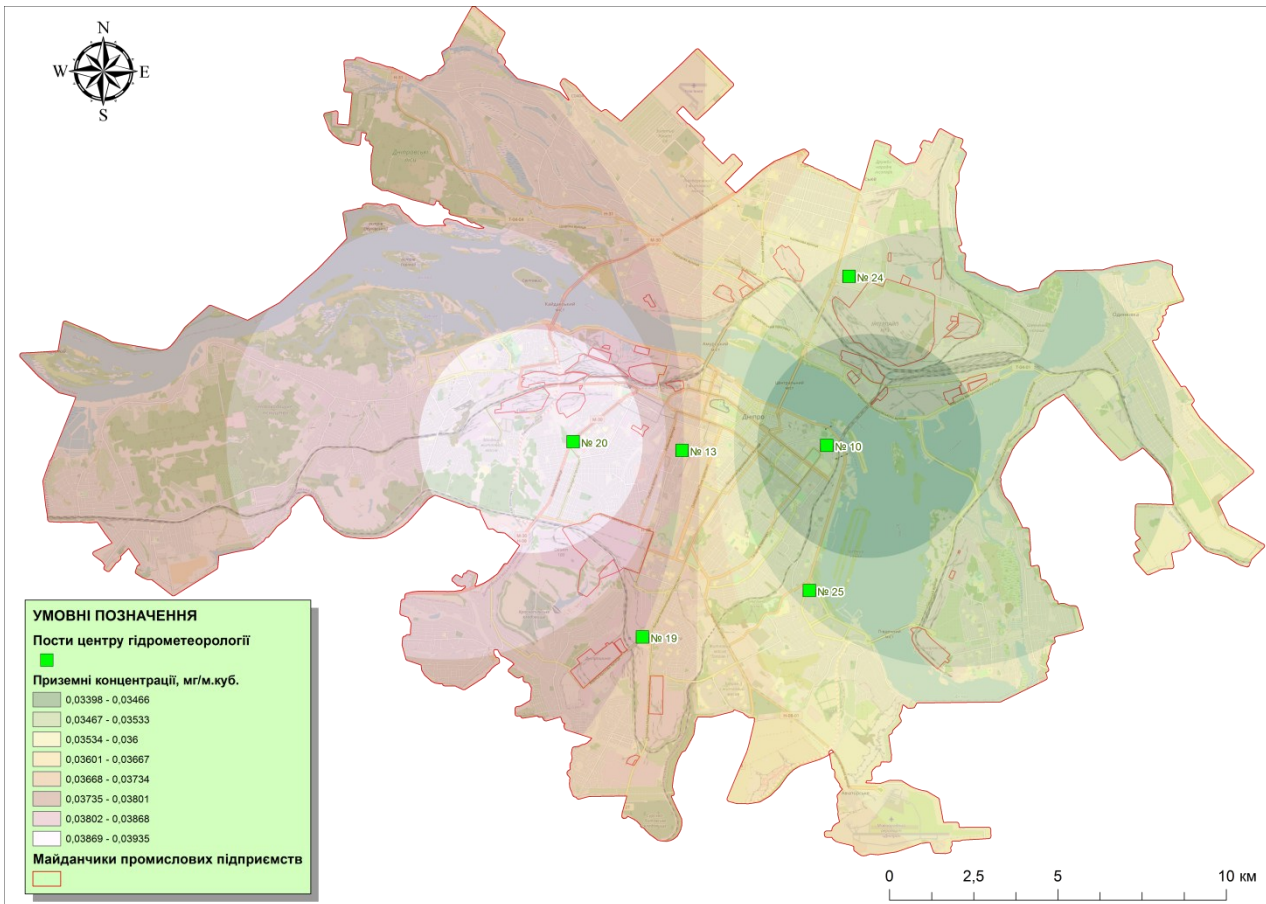 N
W
E
S
№ 24
№ 20
№ 13
№ 10
Дніпро
№ 25
№ 19
УМОВНІ ПОЗНАЧЕННЯ
Пости центру гідрометеорології
Приземні концентрації, мг/м.куб.
0,03398 - 0,03466
0,03467 - 0,03533
0,03534 - 0,036
0,03601 - 0,03667
0,03668 - 0,03734
0,03735 - 0,03801
0,03802 - 0,03868
0,03869 - 0,03935
Майданчики промислових підприємств
0 2,5 5 10 км